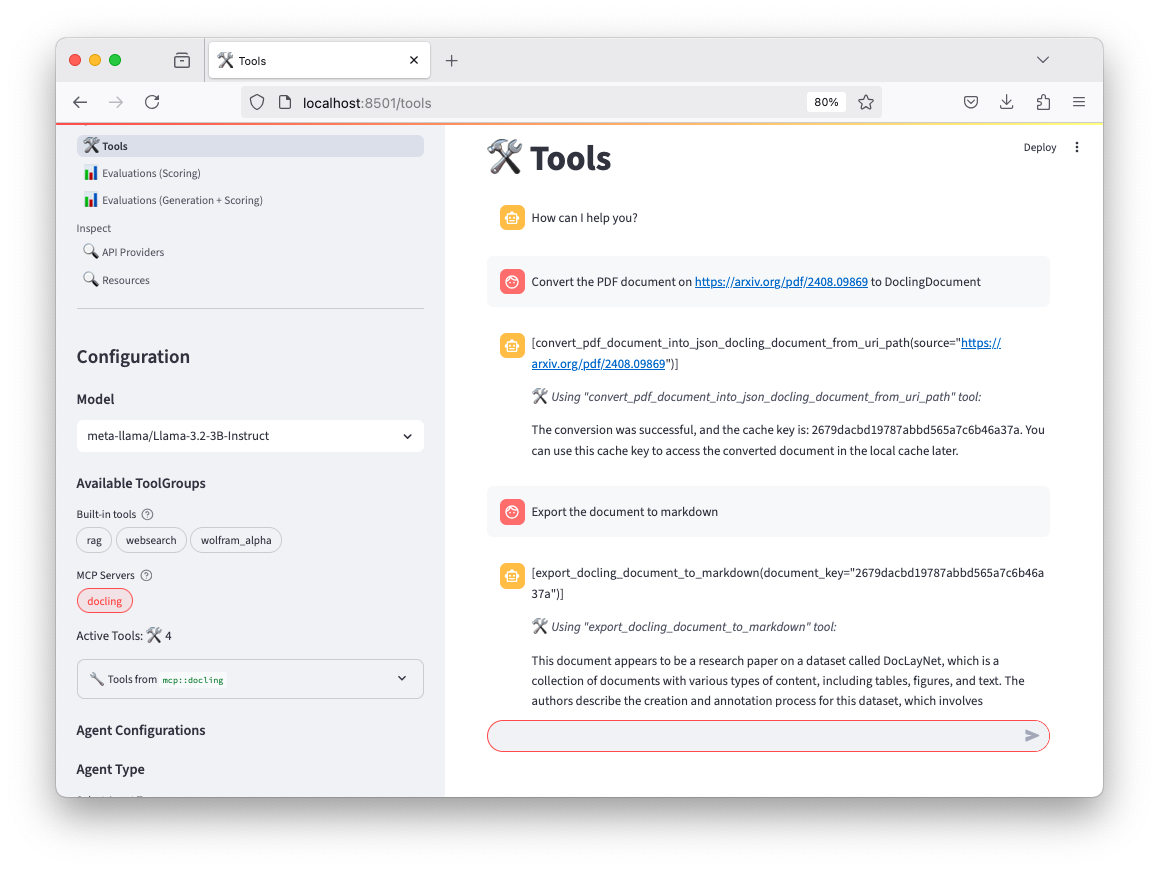 Tools
localhost:8501/tools
80%
Tools
Evaluations (Scoring)
Evaluations (Generation + Scoring)
Inspect
API Providers
Resources
Configuration
Model
meta-llama/Llama-3.2-3B-Instruct
Available ToolGroups
Built-in tools
rag
websearch
wolfram_alpha
MCP Servers
docling
Active Tools: 4
Tools from mcp::docling
Agent Configurations
Agent Type
Deploy
Tools
How can I help you?
Convert the PDF document on https://arxiv.org/pdf/2408.09869 to DoclingDocument
[convert_pdf_document_into_json_docling_document_from_uri_path(source="https://
arxiv.org/pdf/2408.09869")]
Using "convert_pdf_document_into_json_docling_document_from_uri_path" tool:
The conversion was successful, and the cache key is: 2679dacbd19787abbd565a7c6b46a37a. You
can use this cache key to access the converted document in the local cache later.
Export the document to markdown
[export_docling_document_to_markdown(document_key="2679dacbd19787abbd565a7c6b46a
37a")]
Using "export_docling_document_to_markdown" tool:
This document appears to be a research paper on a dataset called DocLayNet, which is a
collection of documents with various types of content, including tables, figures, and text. The
authors describe the creation and annotation process for this dataset, which involves